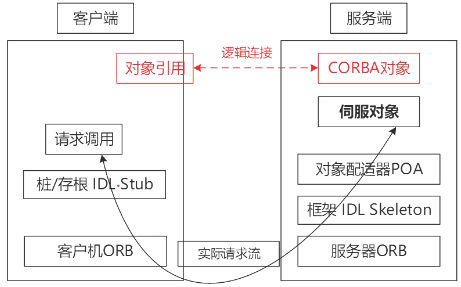 客户端
服务端
对象引用
逻辑连接
CORBA对象
伺服对象
请求调用
对象配适器POA
桩/存根 IDL·Stub
框架 IDL Skeleton
客户机ORB
实际请求流
服务器ORB